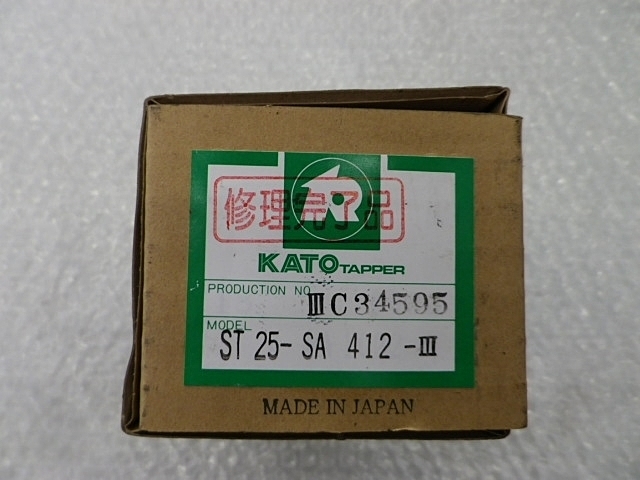 修理完了品
KATO TAPPER
PRODUCTION NO. ⅢC34595
MODEL ST 25- SA 412 -Ⅲ
MADE IN JAPAN